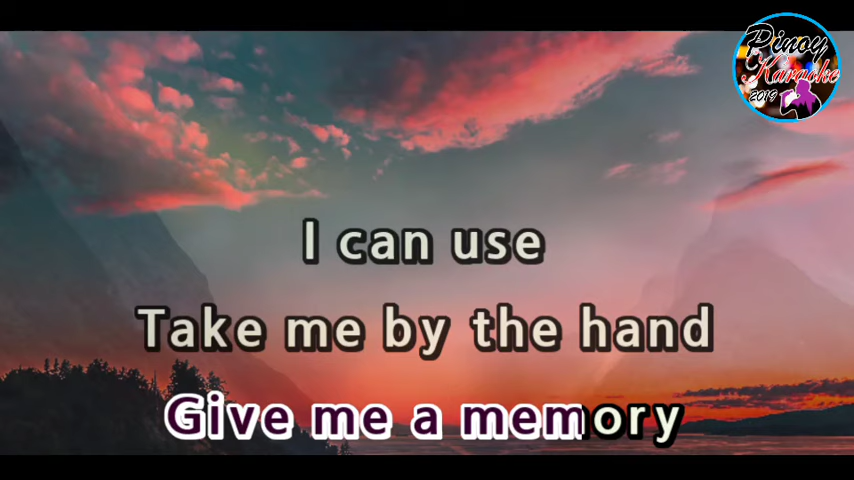 Pinoy
Karaoke
2019
I can use
Take me by the hand
Give me a memory